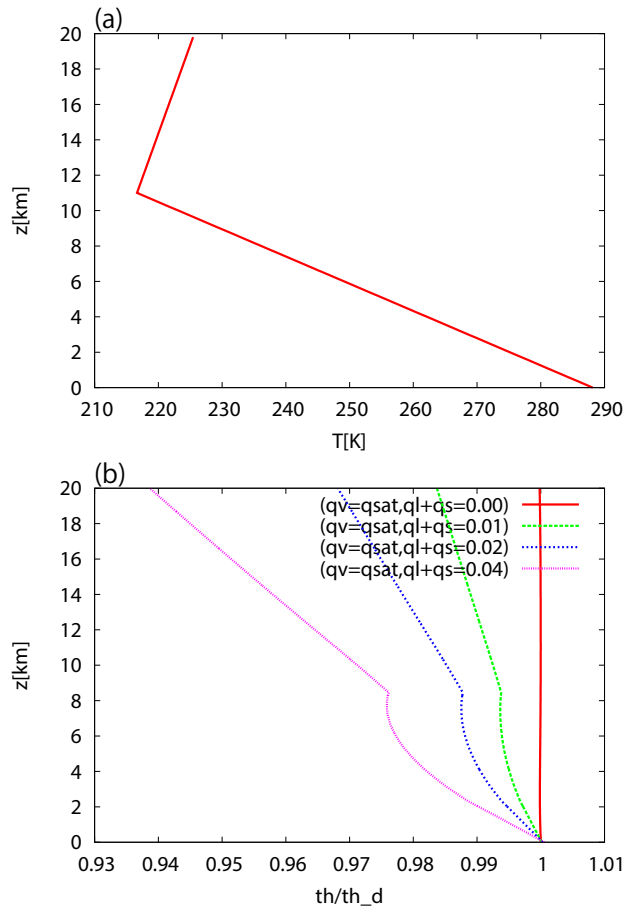 (a)
20
18
16
14
12
10
8
6
4
2
0
z[km]
210 220 230 240 250 260 270 280 290
T[K]
(b)
20
18
16
14
12
10
8
6
4
2
0
z[km]
(qv=qsat,ql+qs=0.00)
(qv=qsat,ql+qs=0.01)
(qv=qsat,ql+qs=0.02)
(qv=qsat,ql+qs=0.04)
0.93 0.94 0.95 0.96 0.97 0.98 0.99 1 1.01
th/th_d